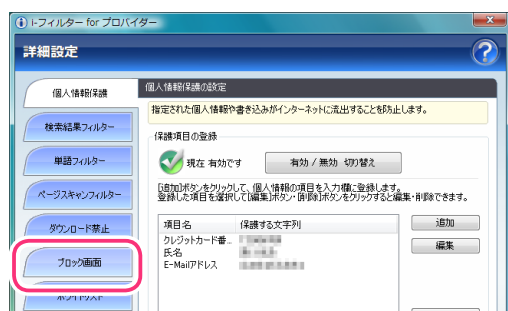 i-フィルター for プロバイダー
詳細設定
個人情報保護
検索結果フィルター
単語フィルター
ページスキャンフィルター
ダウンロード禁止
ブロック画面
ホワイトリスト
個人情報保護の設定
指定された個人情報や書き込みがインターネットに流出することを防止します。
保護項目の登録
現在 有効です
有効 / 無効 切り替え
[追加]ボタンをクリックして、個人情報の項目を入力欄に登録します。
登録した項目を選択して[編集]ボタン・[削除]ボタンをクリックすると編集・削除できます。
項目名
保護する文字列
クレジットカード番...
氏名
E-Mailアドレス
追加
編集